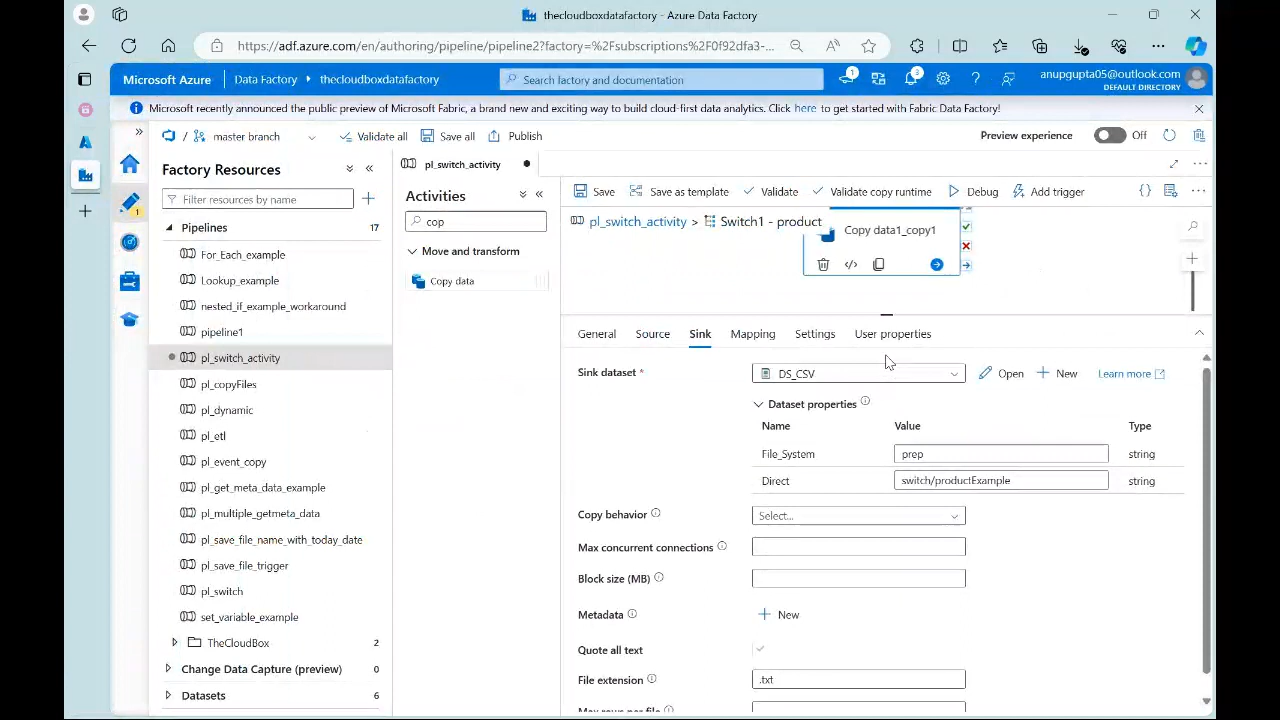 thecloudboxdatafactory - Azure Data Factory
https://adf.azure.com/en/authoring/pipeline/pipeline2?factory=%2Fsubscriptions%2F0f92dfa3-...
Microsoft Azure
Data Factory
thecloudboxdatafactory
Search factory and documentation
1
3
anupgupta05@outlook.com
DEFAULT DIRECTORY
Microsoft recently announced the public preview of Microsoft Fabric, a brand new and exciting way to build cloud-first data analytics. Click here to get started with Fabric Data Factory!
/ master branch
Validate all
Save all
Publish
Preview experience
Off
1
Factory Resources
Filter resources by name
Pipelines 17
For_Each_example
Lookup_example
nested_if_example_workaround
pipeline1
pl_switch_activity
pl_copyFiles
pl_dynamic
pl_etl
pl_event_copy
pl_get_meta_data_example
pl_multiple_getmeta_data
pl_save_file_name_with_today_date
pl_save_file_trigger
pl_switch
set_variable_example
TheCloudBox 2
Change Data Capture (preview) 0
Datasets 6
pl_switch_activity
Activities
cop
Move and transform
Copy data
Save
Save as template
Validate
Validate copy runtime
Debug
Add trigger
pl_switch_activity > Switch1 - product
Copy data1_copy1
General
Source
Sink
Mapping
Settings
User properties
Sink dataset *
DS_CSV
Open
New
Learn more
Dataset properties
Name Value Type
File_System prep string
Direct switch/productExample string
Copy behavior
Select...
Max concurrent connections
Block size (MB)
Metadata
New
Quote all text
File extension
.txt
Max rows per file